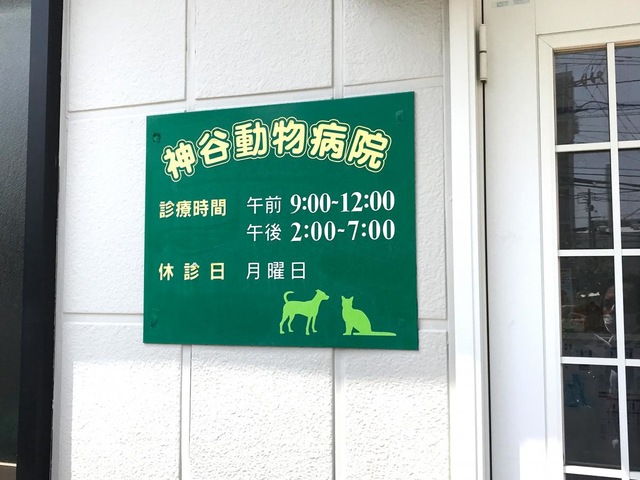 神谷動物病院
診療時間 午前 9:00~12:00
午後 2:00~7:00
休診日 月曜日